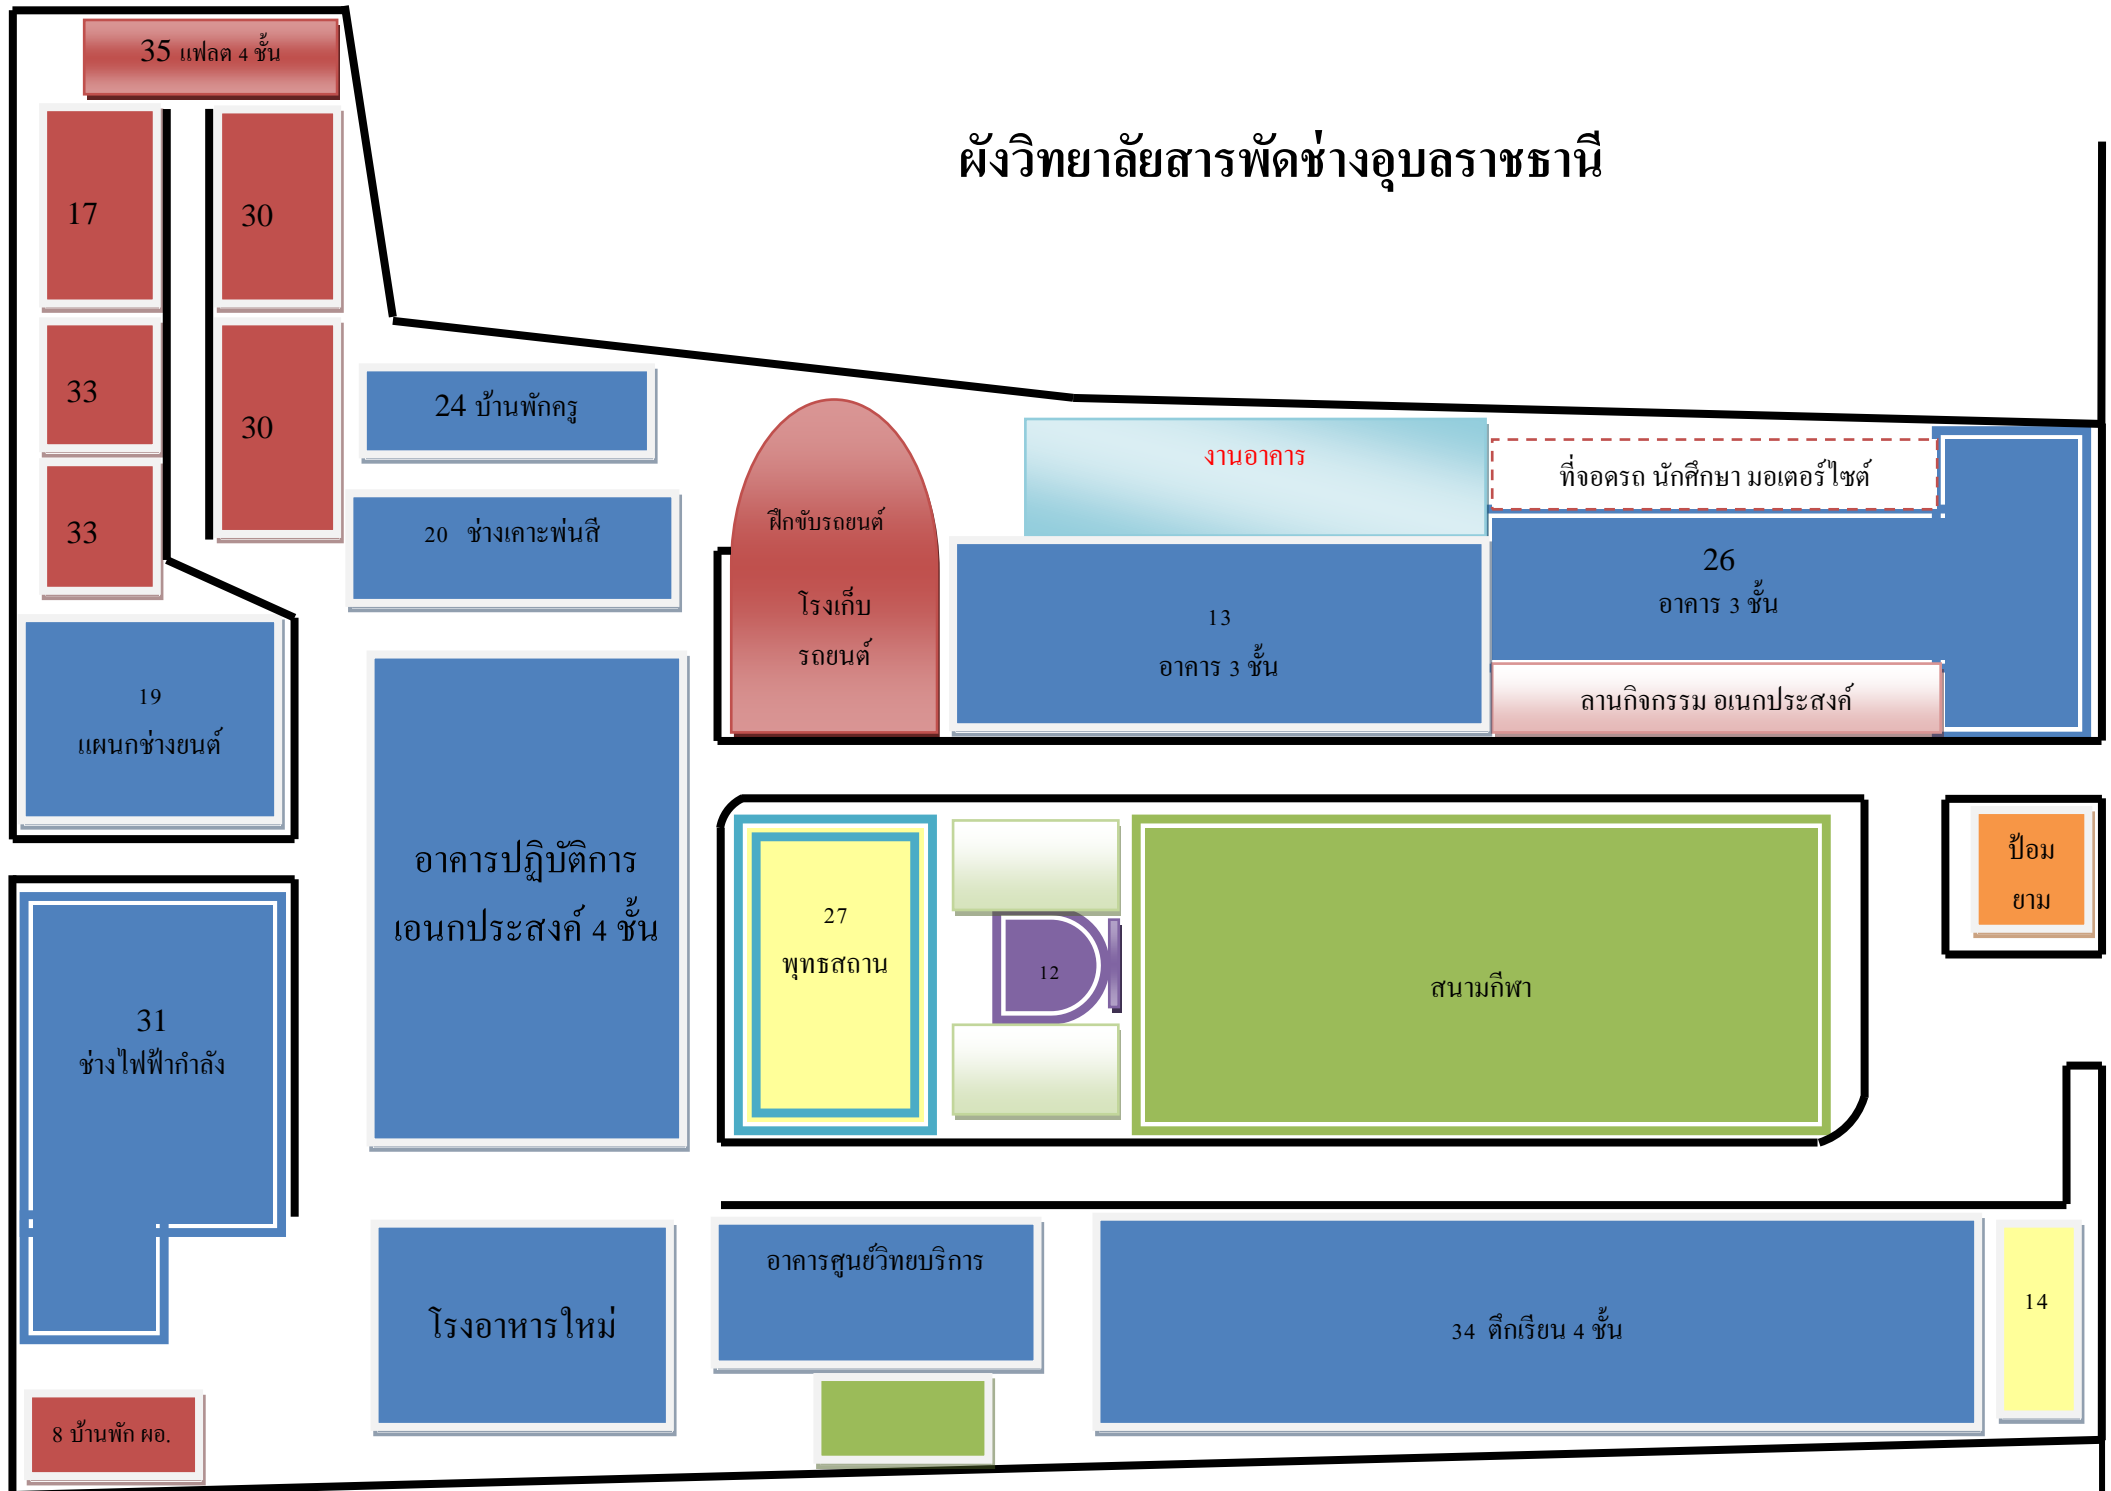 35 แฟลต 4 ชั้น
ผังวิทยาลัยสารพัดช่างอุบลราชธานี
17
30
33
30
33
24 บ้านพักครู
20 ช่างเคาะพ่นสี
ฝึกขับรถยนต์
โรงเก็บ
รถยนต์
งานอาคาร
ที่จอดรถ นักศึกษา มอเตอร์ไซต์
26
อาคาร 3 ชั้น
13
อาคาร 3 ชั้น
ลานกิจกรรม อเนกประสงค์
19
แผนกช่างยนต์
อาคารปฏิบัติการ
เอนกประสงค์ 4 ชั้น
27
พุทธสถาน
12
สนามกีฬา
ป้อม
ยาม
31
ช่างไฟฟ้ากำลัง
โรงอาหารใหม่
อาคารศูนย์วิทยบริการ
34 ตึกเรียน 4 ชั้น
14
8 บ้านพัก ผอ.